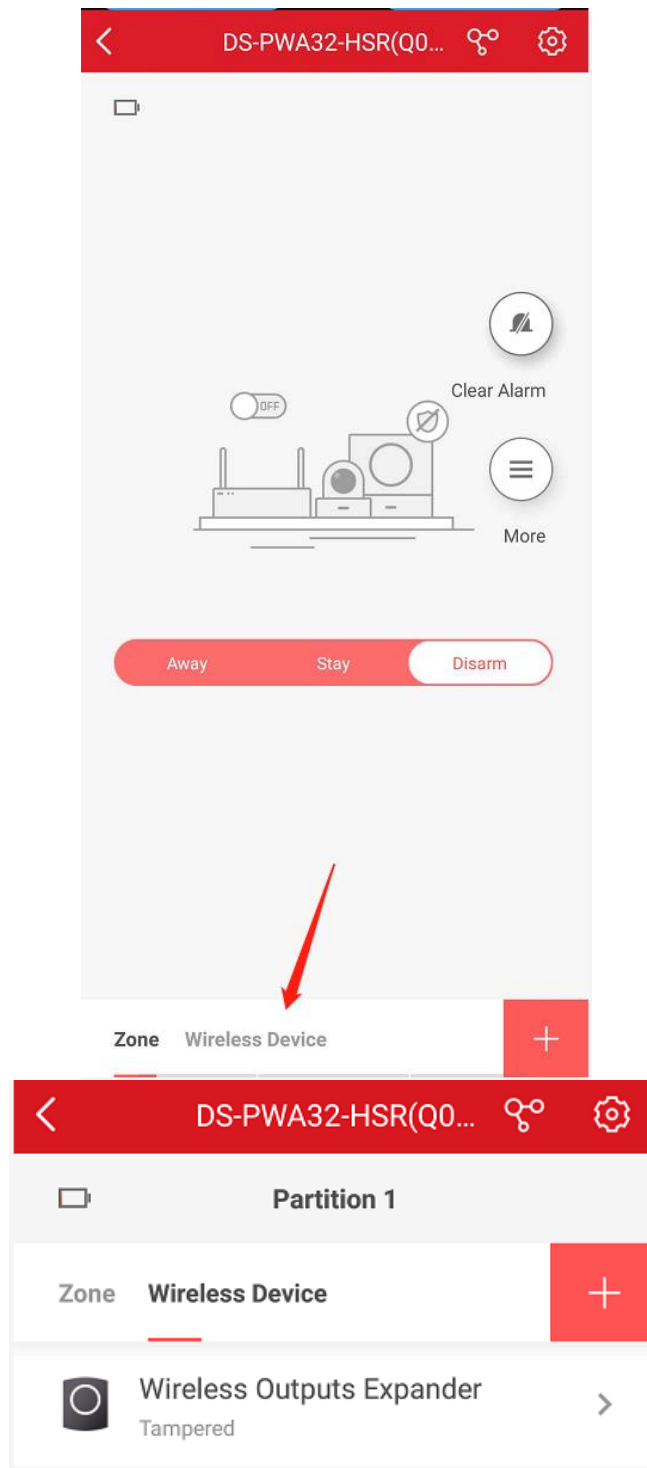 DS-PWA32-HSR(Q0...
Clear Alarm
OFF
More
Away Stay Disarm
Zone Wireless Device
DS-PWA32-HSR(Q0...
Partition 1
Zone Wireless Device
Wireless Outputs Expander
Tampered